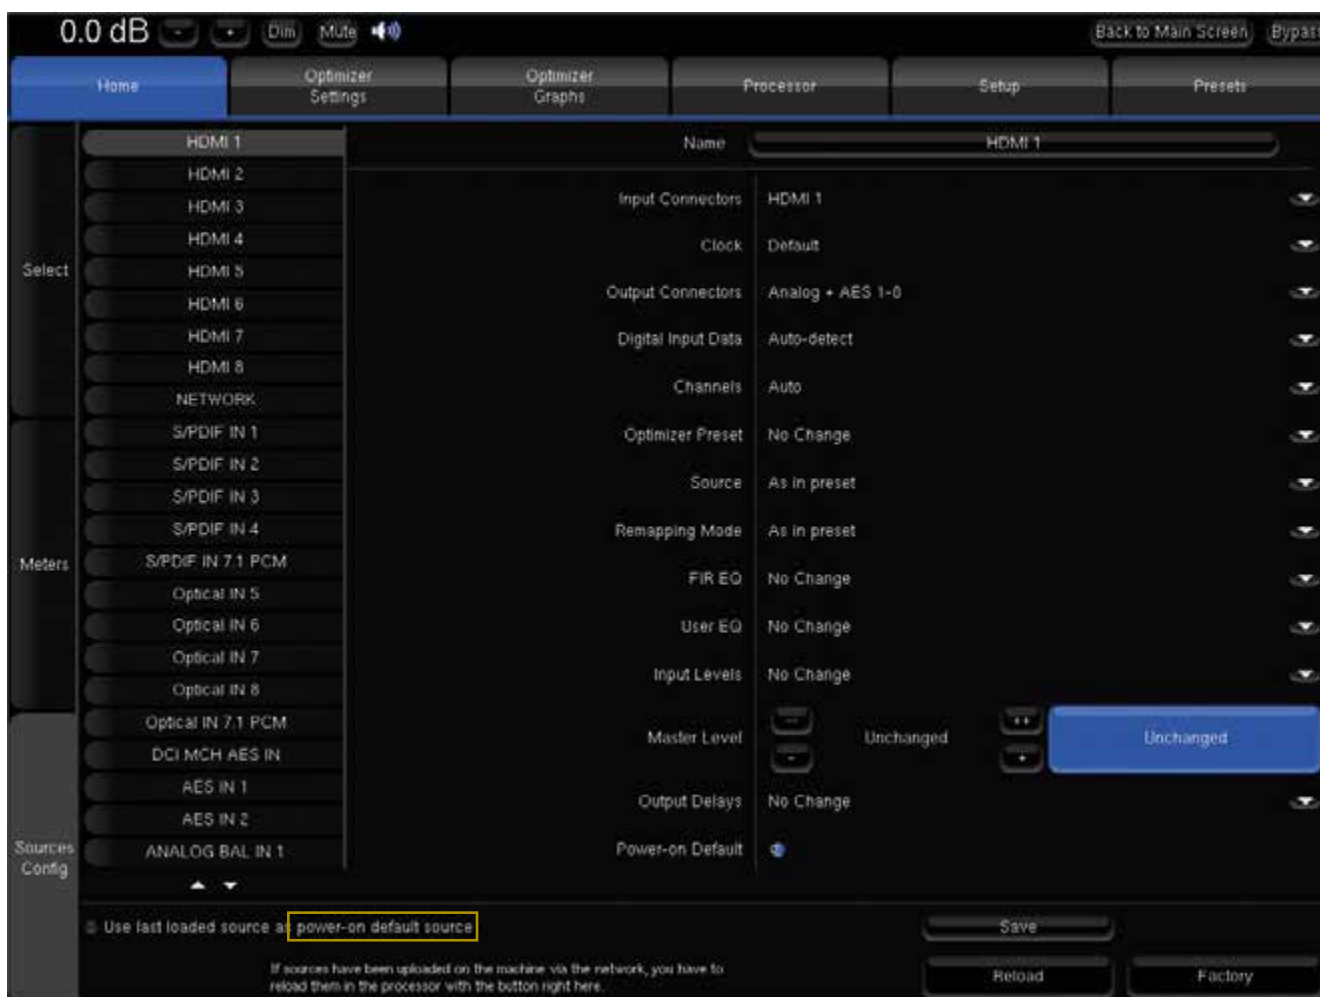 0.0 dB - + Dim Mute Back to Main Screen
Home Optimizer Settings Optimizer Graphs Processor Setup Presets
Select
Meters
Sources Config
HDMI 1
HDMI 2
HDMI 3
HDMI 4
HDMI 5
HDMI 6
HDMI 7
HDMI 8
NETWORK
S/PDIF IN 1
S/PDIF IN 2
S/PDIF IN 3
S/PDIF IN 4
S/PDIF IN 7.1 PCM
Optical IN 5
Optical IN 6
Optical IN 7
Optical IN 8
Optical IN 7.1 PCM
DCI MCH AES IN
AES IN 1
AES IN 2
ANALOG BAL IN 1
Name HDMI 1
Input Connectors HDMI 1
Clock Default
Output Connectors Analog + AES 1-8
Digital Input Data Auto-detect
Channels Auto
Optimizer Preset No Change
Source As in preset
Remapping Mode As in preset
FIR EQ No Change
User EQ No Change
Input Levels No Change
Master Level -- - Unchanged ++ + Unchanged
Output Delays No Change
Power-on Default
Use last loaded source as power-on default source
Save
If sources have been uploaded on the machine via the network, you have to
reload them in the processor with the button right here.
Reload Factory